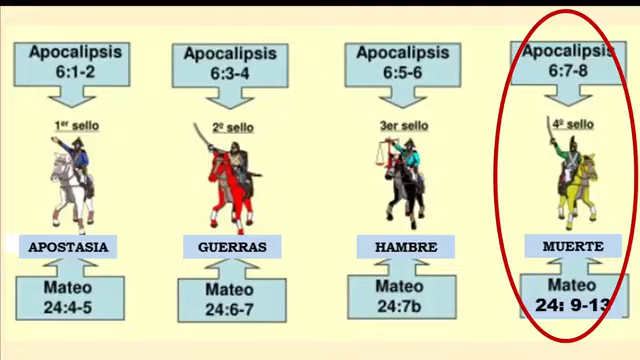 Apocalipsis
6:1-2
Apocalipsis
6:3-4
Apocalipsis
6:5-6
Apocalipsis
6:7-8
1er sello
2º sello
3er sello
4º sello
APOSTASIA
GUERRAS
HAMBRE
MUERTE
Mateo
24:4-5
Mateo
24:6-7
Mateo
24:7b
Mateo
24: 9-13